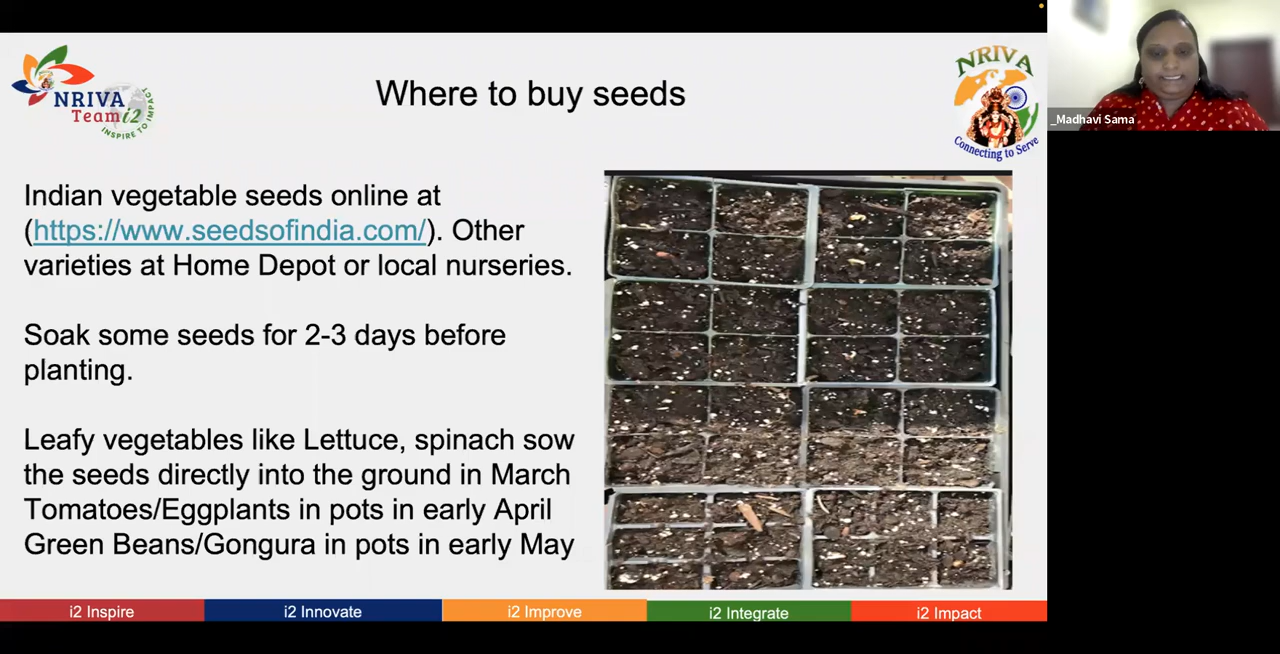 NRIVA
Team i2
INSPIRE TO IMPACT
Where to buy seeds
NRIVA
Connecting to Serve
_Madhavi Sama
Indian vegetable seeds online at
(https://www.seedsofindia.com/). Other
varieties at Home Depot or local nurseries.
Soak some seeds for 2-3 days before
planting.
Leafy vegetables like Lettuce, spinach sow
the seeds directly into the ground in March
Tomatoes/Eggplants in pots in early April
Green Beans/Gongura in pots in early May
i2 Inspire
i2 Innovate
i2 Improve
i2 Integrate
i2 Impact